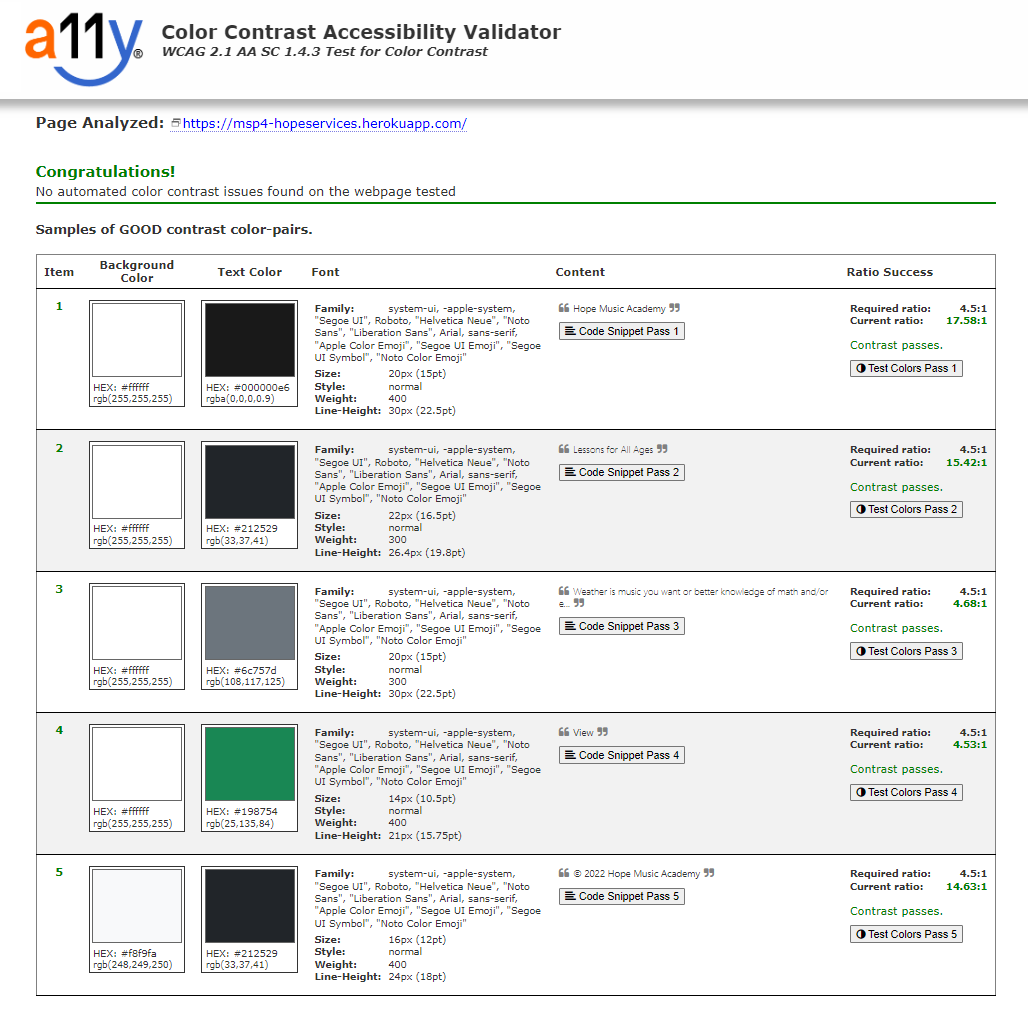 a11y®
Color Contrast Accessibility Validator
WCAG 2.1 AA SC 1.4.3 Test for Color Contrast
Page Analyzed: https://msp4-hopeservices.herokuapp.com/
Congratulations!
No automated color contrast issues found on the webpage tested
Samples of GOOD contrast color-pairs.
Item Background Color Text Color Font Content Ratio Success
1
HEX: #ffffff
rgb(255,255,255)
HEX: #000000e6
rgba(0,0,0,0.9)
Family: system-ui, -apple-system,
"Segoe UI", Roboto, "Helvetica Neue", "Noto
Sans", "Liberation Sans", Arial, sans-serif,
"Apple Color Emoji", "Segoe UI Emoji", "Segoe
UI Symbol", "Noto Color Emoji"
Size: 20px (15pt)
Style: normal
Weight: 400
Line-Height: 30px (22.5pt)
❝ Hope Music Academy ❞
Code Snippet Pass 1
Required ratio: 4.5:1
Current ratio: 17.58:1
Contrast passes.
Test Colors Pass 1
2
HEX: #ffffff
rgb(255,255,255)
HEX: #212529
rgb(33,37,41)
Family: system-ui, -apple-system,
"Segoe UI", Roboto, "Helvetica Neue", "Noto
Sans", "Liberation Sans", Arial, sans-serif,
"Apple Color Emoji", "Segoe UI Emoji", "Segoe
UI Symbol", "Noto Color Emoji"
Size: 22px (16.5pt)
Style: normal
Weight: 300
Line-Height: 26.4px (19.8pt)
❝ Lessons for All Ages ❞
Code Snippet Pass 2
Required ratio: 4.5:1
Current ratio: 15.42:1
Contrast passes.
Test Colors Pass 2
3
HEX: #ffffff
rgb(255,255,255)
HEX: #6c757d
rgb(108,117,125)
Family: system-ui, -apple-system,
"Segoe UI", Roboto, "Helvetica Neue", "Noto
Sans", "Liberation Sans", Arial, sans-serif,
"Apple Color Emoji", "Segoe UI Emoji", "Segoe
UI Symbol", "Noto Color Emoji"
Size: 20px (15pt)
Style: normal
Weight: 300
Line-Height: 30px (22.5pt)
❝ Weather is music you want or better knowledge of math and/or
e... ❞
Code Snippet Pass 3
Required ratio: 4.5:1
Current ratio: 4.68:1
Contrast passes.
Test Colors Pass 3
4
HEX: #ffffff
rgb(255,255,255)
HEX: #198754
rgb(25,135,84)
Family: system-ui, -apple-system,
"Segoe UI", Roboto, "Helvetica Neue", "Noto
Sans", "Liberation Sans", Arial, sans-serif,
"Apple Color Emoji", "Segoe UI Emoji", "Segoe
UI Symbol", "Noto Color Emoji"
Size: 14px (10.5pt)
Style: normal
Weight: 400
Line-Height: 21px (15.75pt)
❝ View ❞
Code Snippet Pass 4
Required ratio: 4.5:1
Current ratio: 4.53:1
Contrast passes.
Test Colors Pass 4
5
HEX: #f8f9fa
rgb(248,249,250)
HEX: #212529
rgb(33,37,41)
Family: system-ui, -apple-system,
"Segoe UI", Roboto, "Helvetica Neue", "Noto
Sans", "Liberation Sans", Arial, sans-serif,
"Apple Color Emoji", "Segoe UI Emoji", "Segoe
UI Symbol", "Noto Color Emoji"
Size: 16px (12pt)
Style: normal
Weight: 400
Line-Height: 24px (18pt)
❝ © 2022 Hope Music Academy ❞
Code Snippet Pass 5
Required ratio: 4.5:1
Current ratio: 14.63:1
Contrast passes.
Test Colors Pass 5